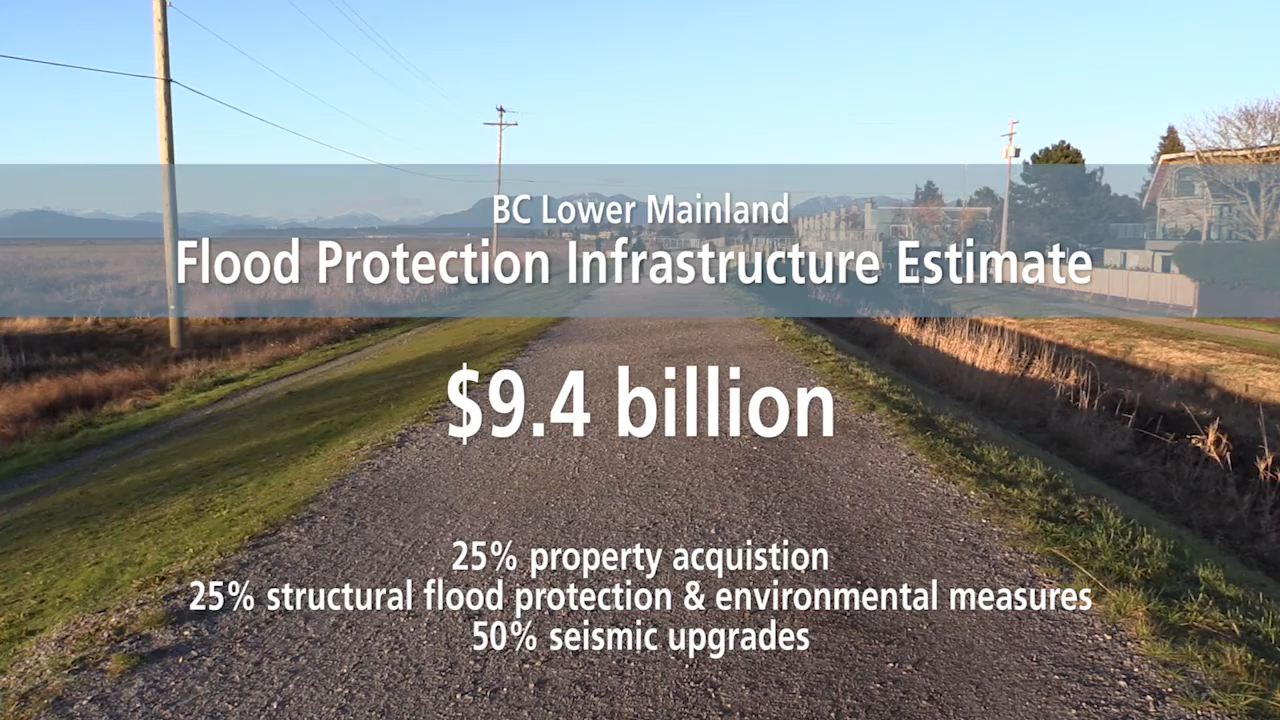 BC Lower Mainland
Flood Protection Infrastructure Estimate
$9.4 billion
25% property acquistion
25% structural flood protection & environmental measures
50% seismic upgrades